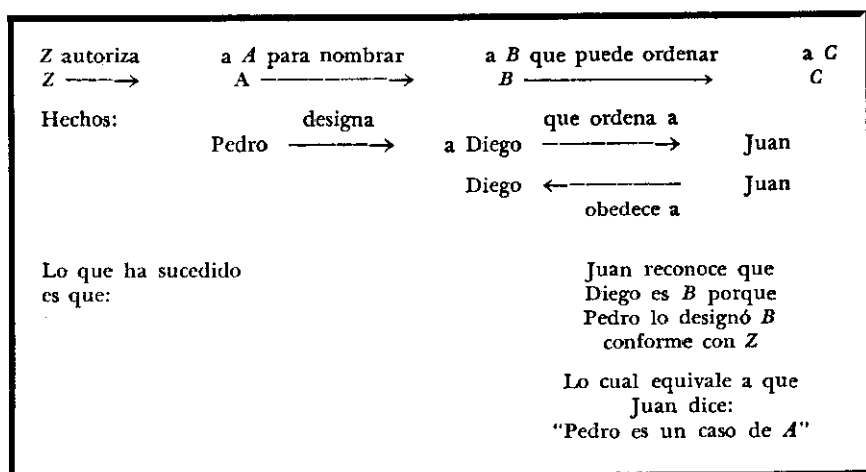 Z autoriza a A para nombrar a B que puede ordenar a C
Z ——→ A ——→ B ——→ C
Hechos: designa que ordena a
Pedro ——→ a Diego ——→ Juan
Diego ←—— Juan
obedece a
Lo que ha sucedido
es que:
Juan reconoce que
Diego es B porque
Pedro lo designó B
conforme con Z
Lo cual equivale a que
Juan dice:
“Pedro es un caso de A”